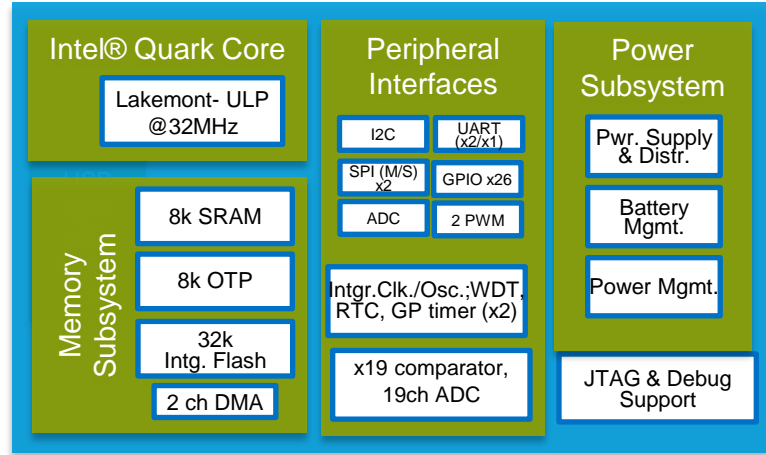 Intel® Quark Core
Lakemont- ULP
@32MHz
Memory
Subsystem
8k SRAM
8k OTP
32k
Intg. Flash
2 ch DMA
Peripheral
Interfaces
I2C
UART
(x2/x1)
SPI (M/S)
x2
GPIO x26
ADC
2 PWM
Intgr.Clk./Osc.;WDT,
RTC, GP timer (x2)
x19 comparator,
19ch ADC
Power
Subsystem
Pwr. Supply
& Distr.
Battery
Mgmt.
Power Mgmt.
JTAG & Debug
Support